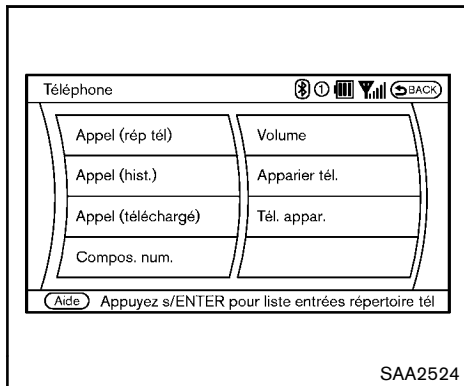 Téléphone ① BACK
Appel (rép tél)
Volume
Appel (hist.)
Apparier tél.
Appel (téléchargé)
Tél. appar.
Compos. num.
Aide Appuyez s/ENTER pour liste entrées répertoire tél
SAA2524